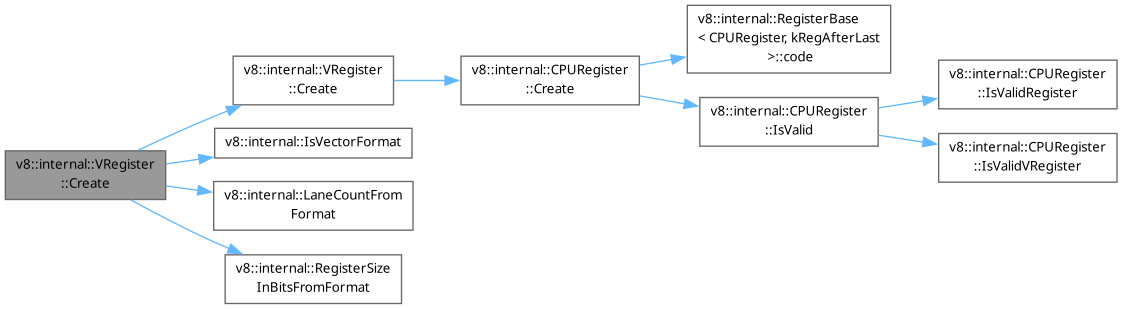 v8::internal::VRegister
::Create
v8::internal::VRegister
::Create
v8::internal::IsVectorFormat
v8::internal::LaneCountFrom
Format
v8::internal::RegisterSize
InBitsFromFormat
v8::internal::CPURegister
::Create
v8::internal::RegisterBase
< CPURegister, kRegAfterLast
>::code
v8::internal::CPURegister
::IsValid
v8::internal::CPURegister
::IsValidRegister
v8::internal::CPURegister
::IsValidVRegister